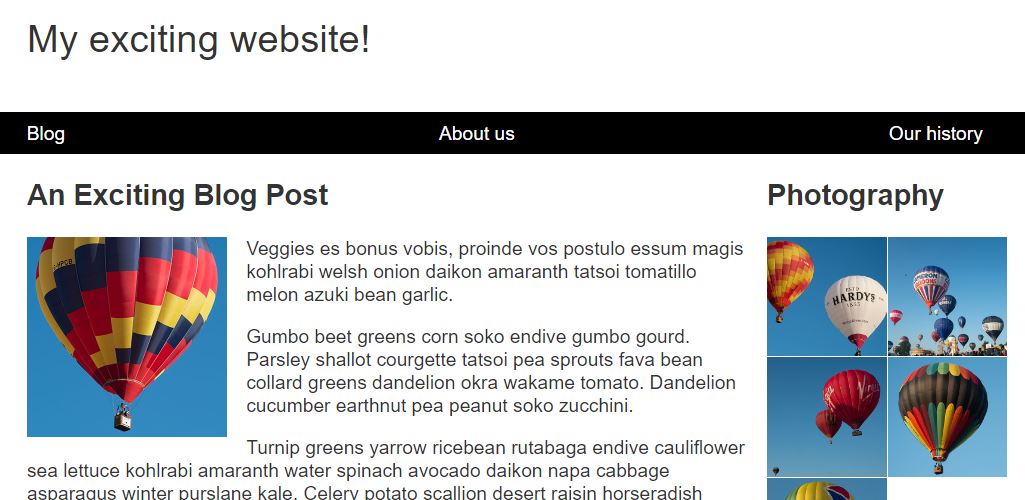 My exciting website!
Blog
About us
Our history
An Exciting Blog Post
Veggies es bonus vobis, proinde vos postulo essum magis
kohlrabi welsh onion daikon amaranth tatsoi tomatillo
melon azuki bean garlic.
Gumbo beet greens corn soko endive gumbo gourd.
Parsley shallot courgette tatsoi pea sprouts fava bean
collard greens dandelion okra wakame tomato. Dandelion
cucumber earthnut pea peanut soko zucchini.
Turnip greens yarrow ricebean rutabaga endive cauliflower
sea lettuce kohlrabi amaranth water spinach avocado daikon napa cabbage
asparagus winter purslane kale. Celery potato scallion desert raisin horseradish
Photography
HARDYS
CAMERON
BALLOONS
Virgin